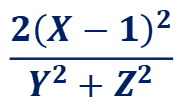 2(X − 1)²
Y² + Z²